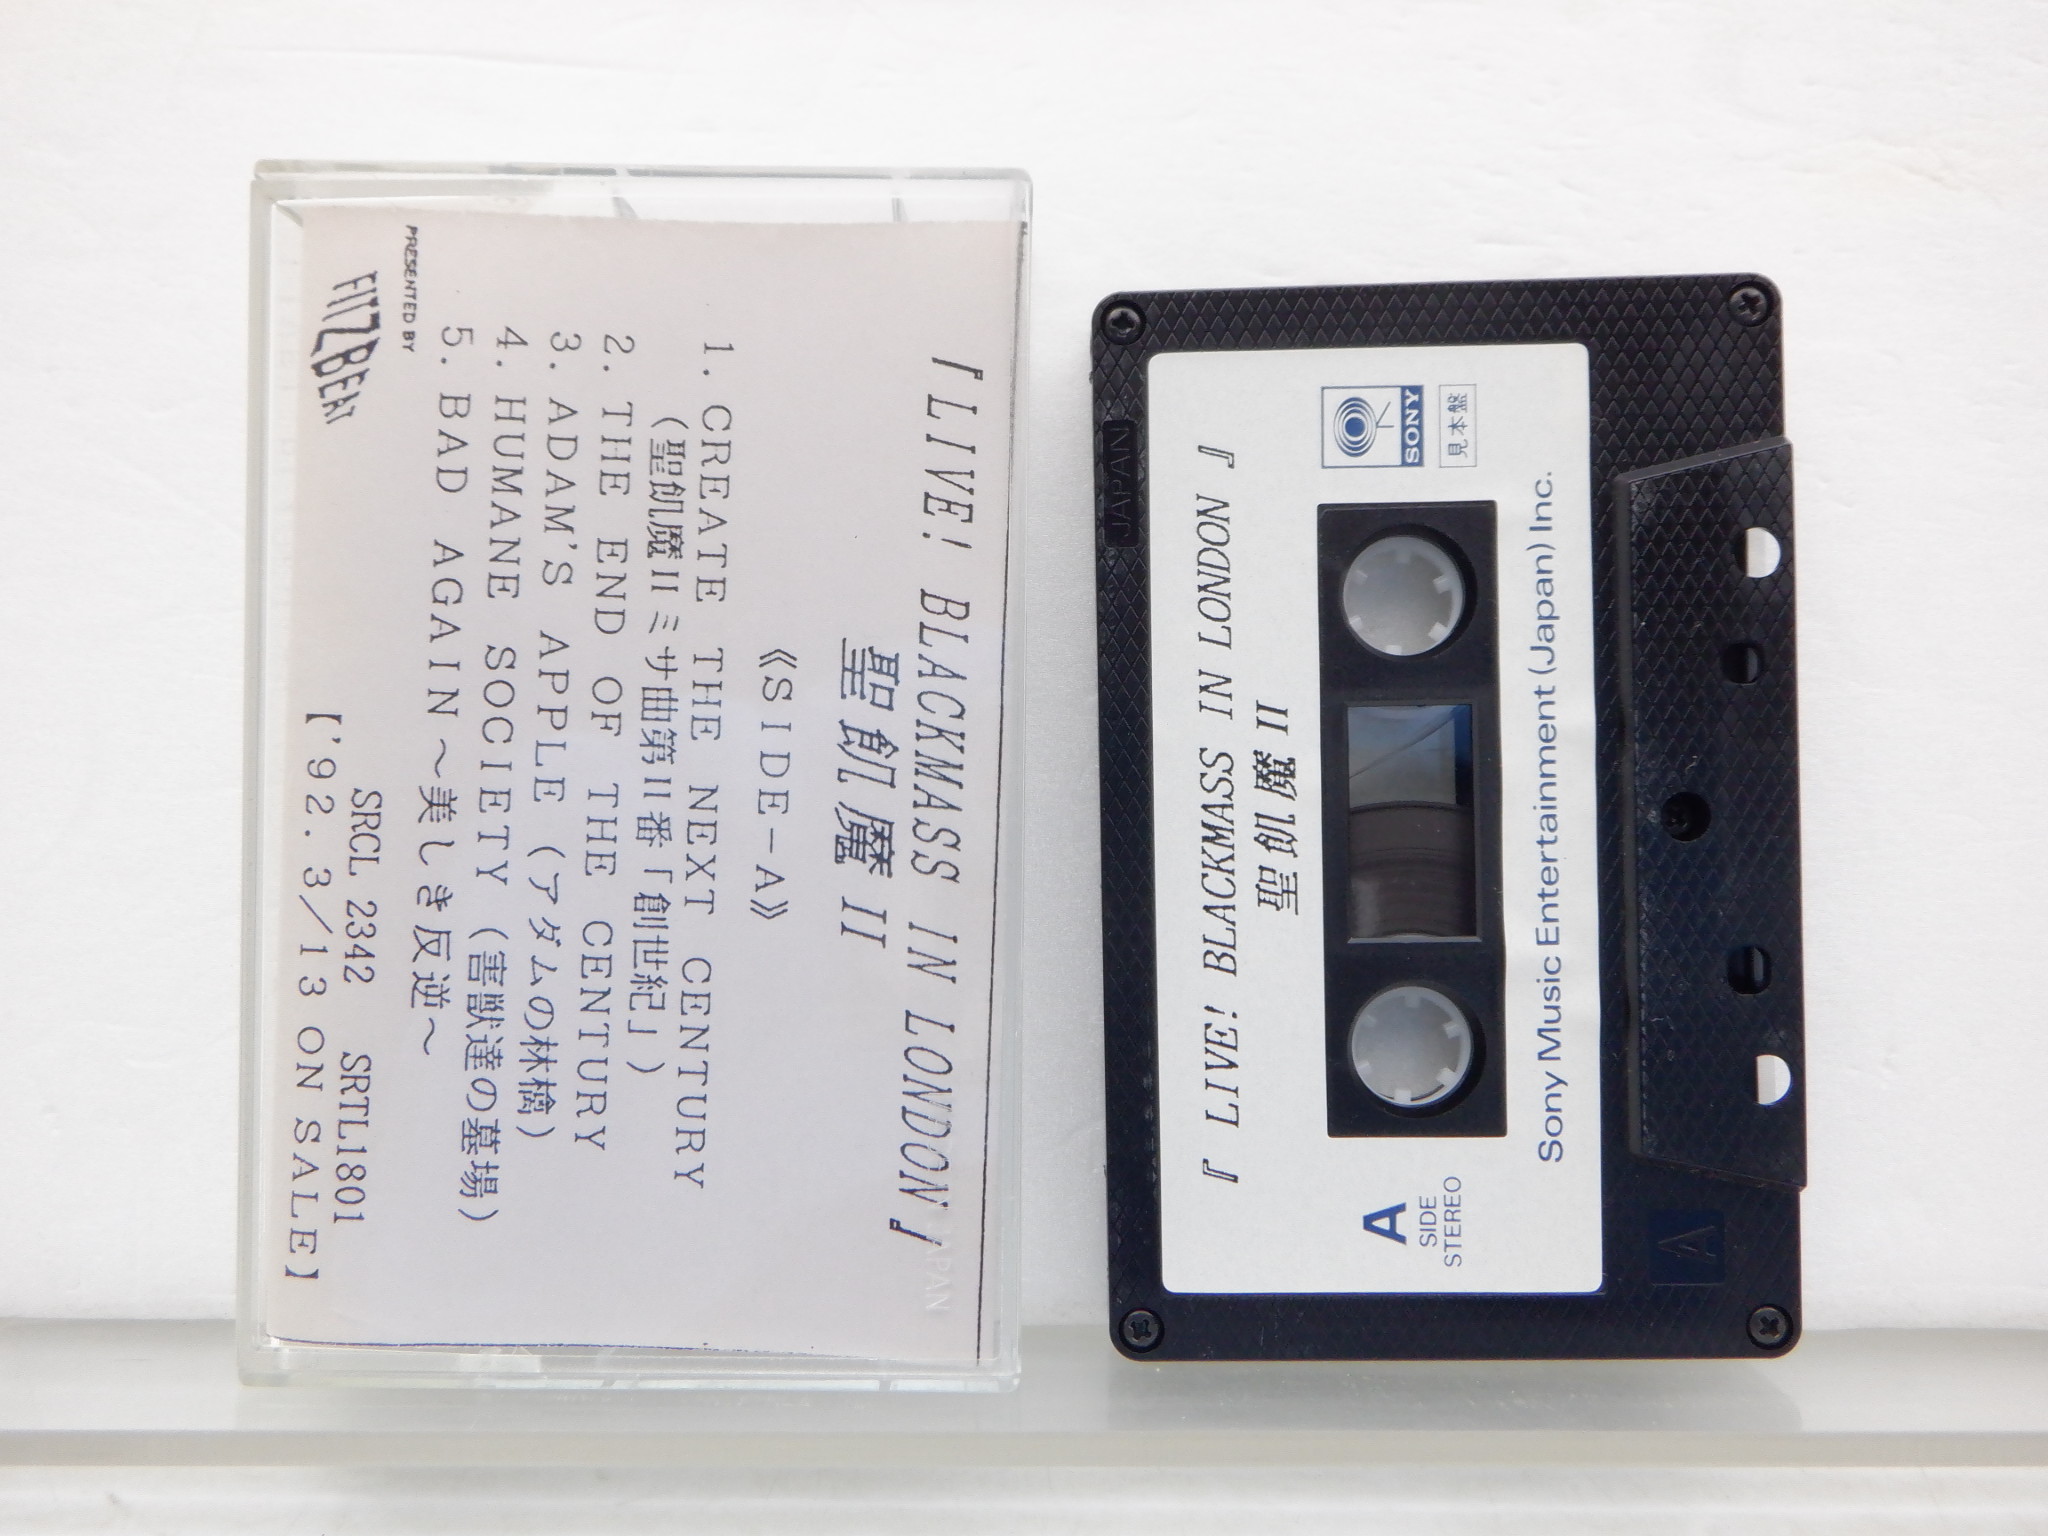 『LIVE! BLACKMASS IN LONDON』
聖飢魔II
《SIDE-A》
1. CREATE THE NEXT CENTURY
(聖飢魔II ミサ曲第II番「創世紀」)
2. THE END OF THE CENTURY
3. ADAM'S APPLE (アダムの林檎)
4. HUMANE SOCIETY (害獣達の墓場)
5. BAD AGAIN ~美しき反逆~
PRESENTED BY
FITZBEAT
SRCL 2342 SRTL1801
【'92. 3/13 ON SALE】
JAPAN
JAPAN
『LIVE! BLACKMASS IN LONDON』
聖飢魔II
SONY
見本盤
A
SIDE
STEREO
Sony Music Entertainment (Japan) Inc.
A